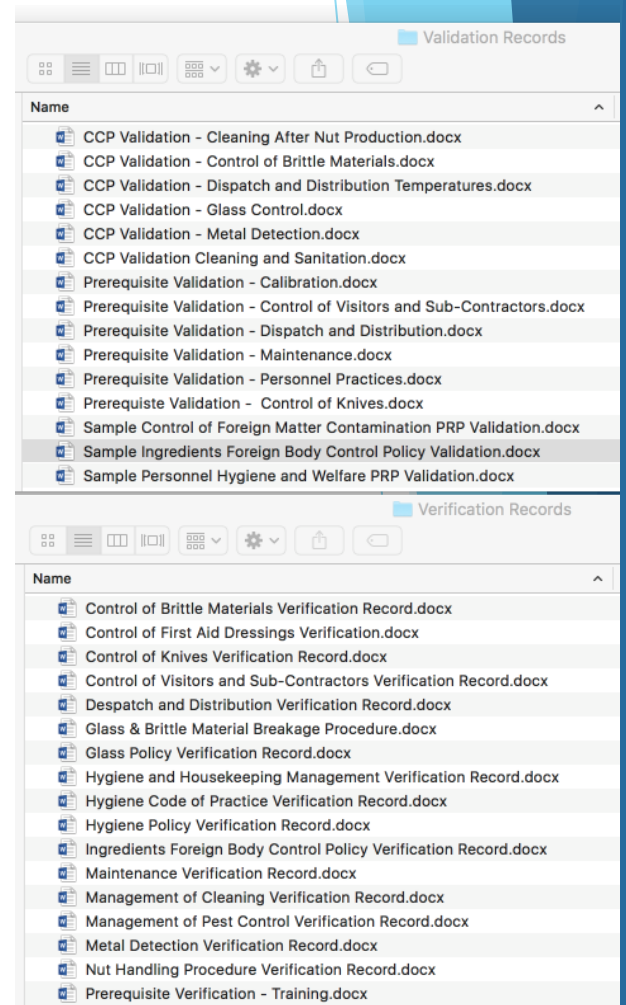 Validation Records
Name
CCP Validation - Cleaning After Nut Production.docx
CCP Validation - Control of Brittle Materials.docx
CCP Validation - Dispatch and Distribution Temperatures.docx
CCP Validation - Glass Control.docx
CCP Validation - Metal Detection.docx
CCP Validation Cleaning and Sanitation.docx
Prerequisite Validation - Calibration.docx
Prerequisite Validation - Control of Visitors and Sub-Contractors.docx
Prerequisite Validation - Dispatch and Distribution.docx
Prerequisite Validation - Maintenance.docx
Prerequisite Validation - Personnel Practices.docx
Prerequiste Validation -  Control of Knives.docx
Sample Control of Foreign Matter Contamination PRP Validation.docx
Sample Ingredients Foreign Body Control Policy Validation.docx
Sample Personnel Hygiene and Welfare PRP Validation.docx
Verification Records
Name
Control of Brittle Materials Verification Record.docx
Control of First Aid Dressings Verification.docx
Control of Knives Verification Record.docx
Control of Visitors and Sub-Contractors Verification Record.docx
Despatch and Distribution Verification Record.docx
Glass & Brittle Material Breakage Procedure.docx
Glass Policy Verification Record.docx
Hygiene and Housekeeping Management Verification Record.docx
Hygiene Code of Practice Verification Record.docx
Hygiene Policy Verification Record.docx
Ingredients Foreign Body Control Policy Verification Record.docx
Maintenance Verification Record.docx
Management of Cleaning Verification Record.docx
Management of Pest Control Verification Record.docx
Metal Detection Verification Record.docx
Nut Handling Procedure Verification Record.docx
Prerequisite Verification - Training.docx